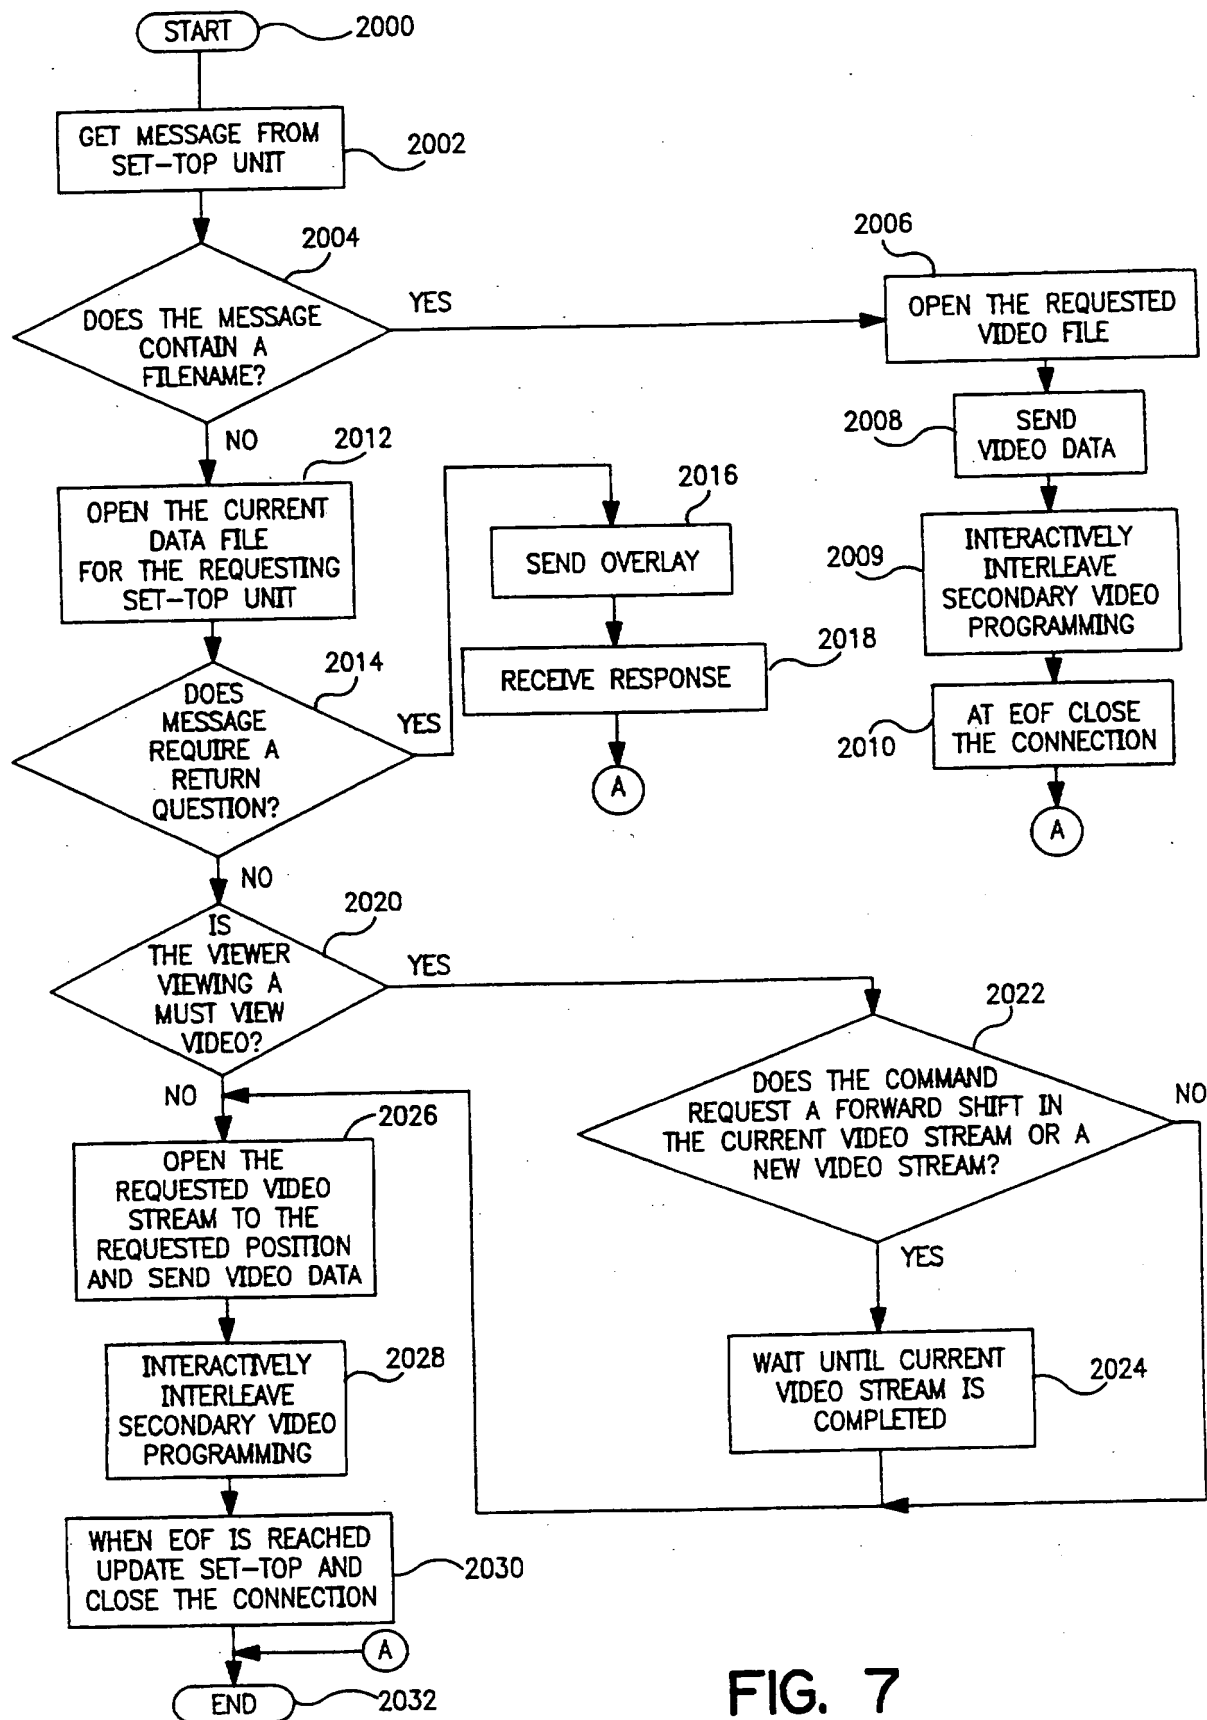 START
2000
GET MESSAGE FROM
SET-TOP UNIT
2002
2004
DOES THE MESSAGE
CONTAIN A
FILENAME?
YES
NO
2006
OPEN THE REQUESTED
VIDEO FILE
2008
SEND
VIDEO DATA
2009
INTERACTIVELY
INTERLEAVE
SECONDARY VIDEO
PROGRAMMING
2010
AT EOF CLOSE
THE CONNECTION
A
2012
OPEN THE CURRENT
DATA FILE
FOR THE REQUESTING
SET-TOP UNIT
2014
DOES
MESSAGE
REQUIRE A
RETURN
QUESTION?
YES
NO
2016
SEND OVERLAY
2018
RECEIVE RESPONSE
A
2020
IS
THE VIEWER
VIEWING A
MUST VIEW
VIDEO?
YES
NO
2022
DOES THE COMMAND
REQUEST A FORWARD SHIFT IN
THE CURRENT VIDEO STREAM OR A
NEW VIDEO STREAM?
NO
YES
WAIT UNTIL CURRENT
VIDEO STREAM IS
COMPLETED
2024
2026
OPEN THE
REQUESTED VIDEO
STREAM TO THE
REQUESTED POSITION
AND SEND VIDEO DATA
2028
INTERACTIVELY
INTERLEAVE
SECONDARY VIDEO
PROGRAMMING
WHEN EOF IS REACHED
UPDATE SET-TOP AND
CLOSE THE CONNECTION
2030
A
END
2032
FIG. 7